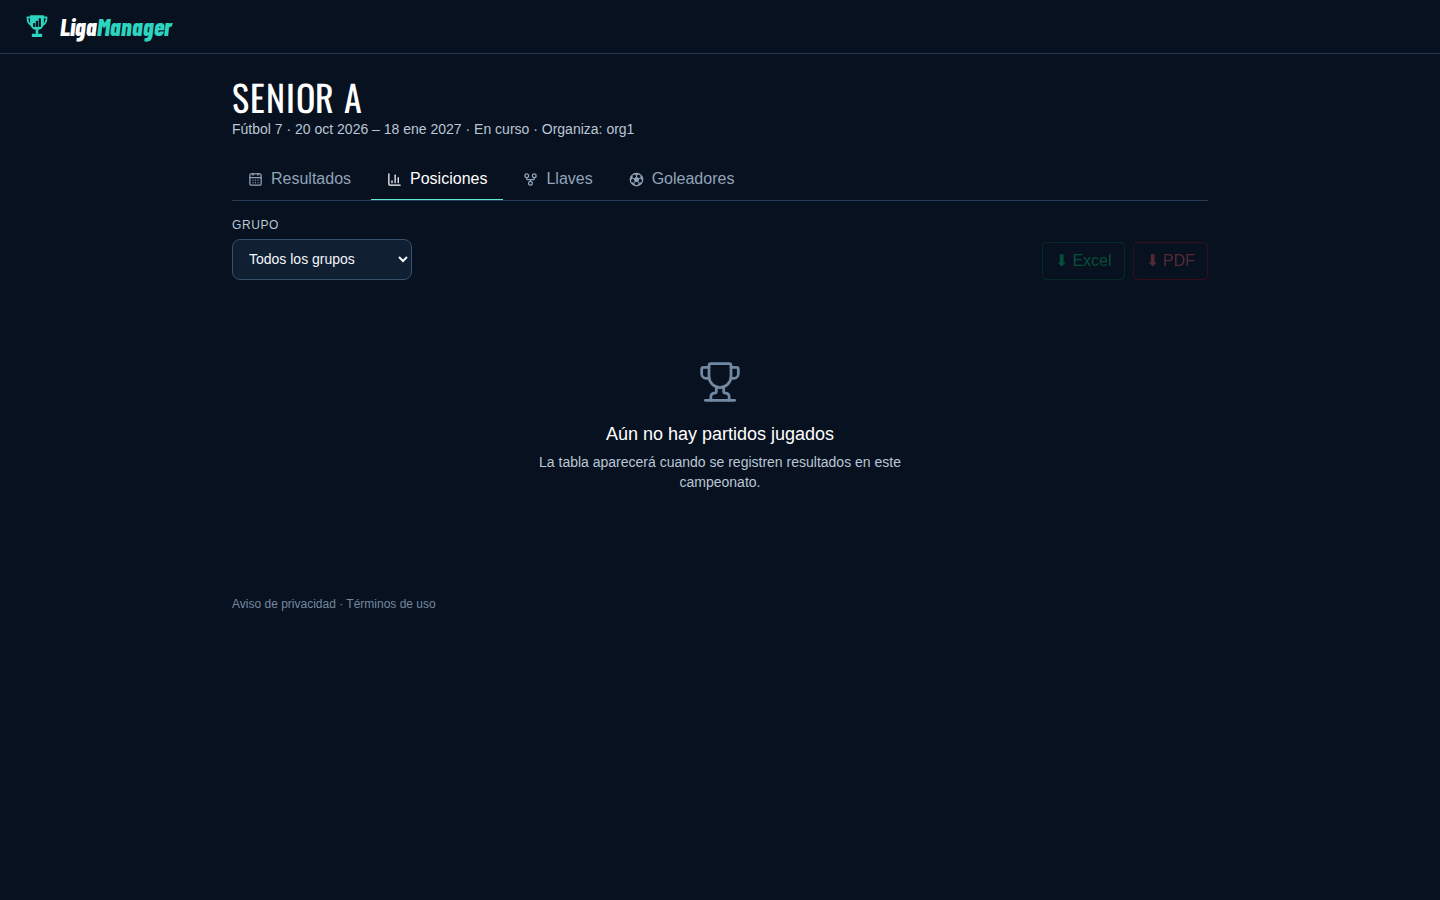 LigaManager
SENIOR A
Fútbol 7 · 20 oct 2026 – 18 ene 2027 · En curso · Organiza: org1
Resultados Posiciones Llaves Goleadores
GRUPO
Todos los grupos
⬇ Excel ⬇ PDF
Aún no hay partidos jugados
La tabla aparecerá cuando se registren resultados en este
campeonato.
Aviso de privacidad · Términos de uso